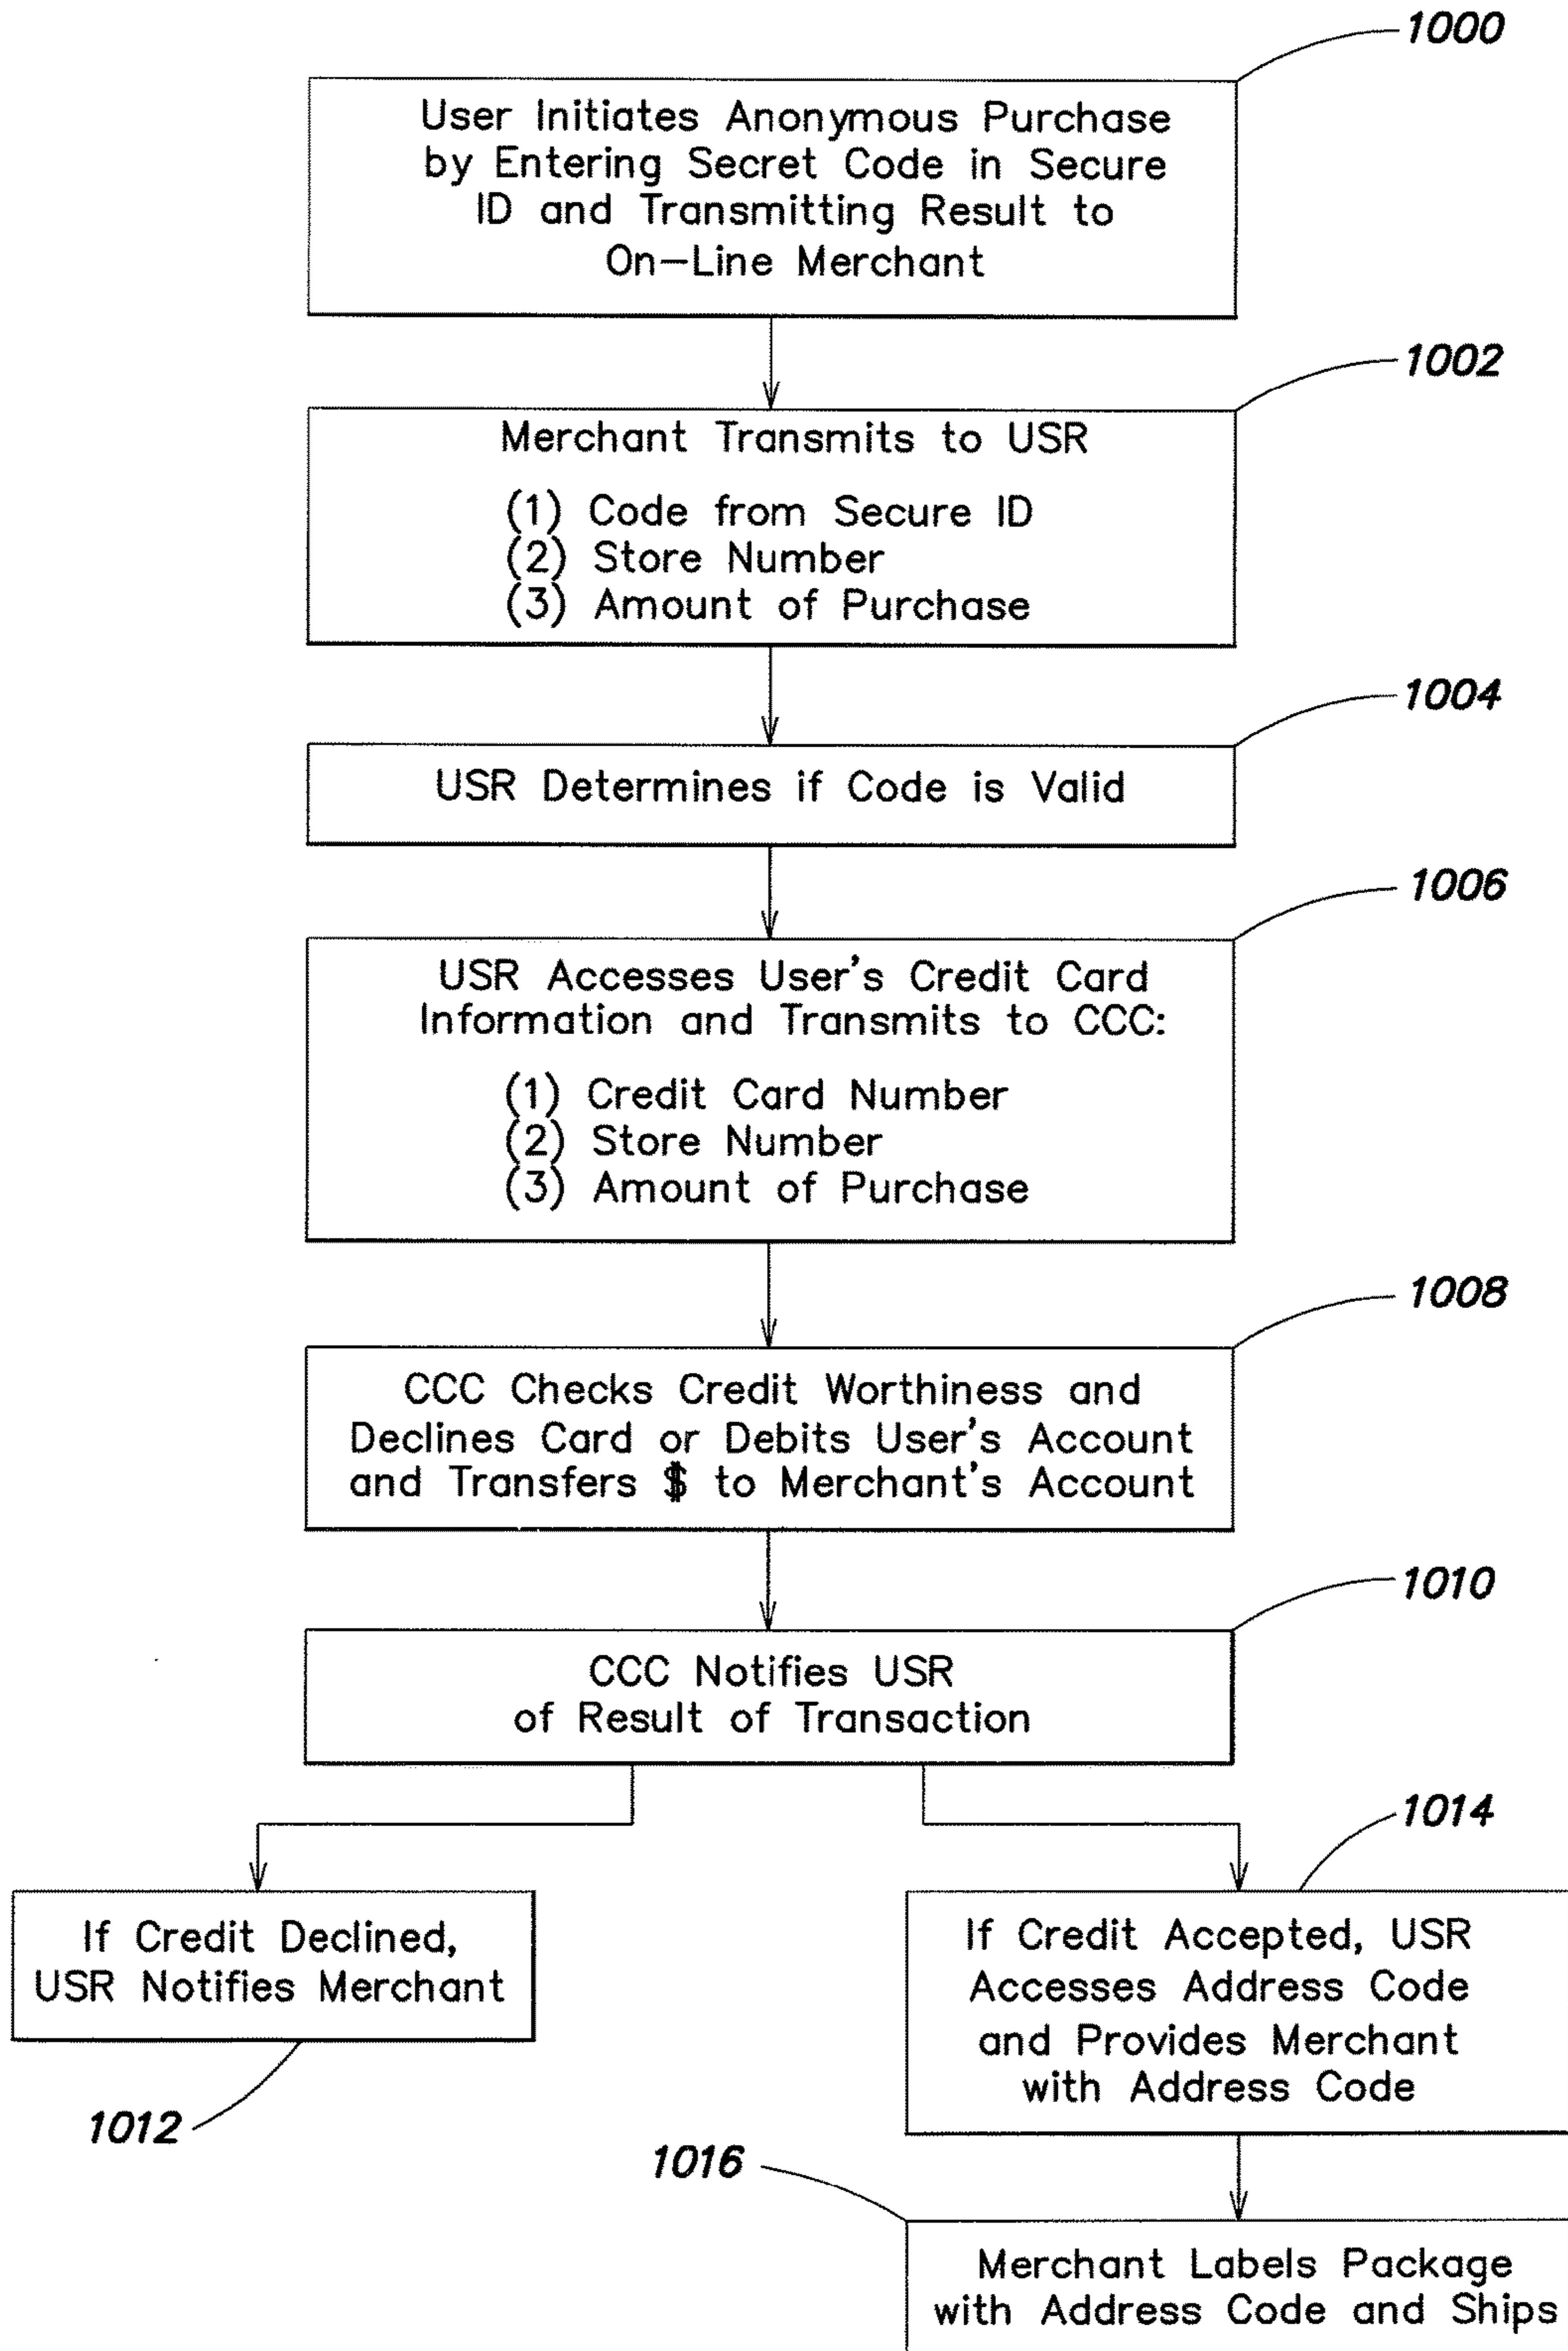 1000
User Initiates Anonymous Purchase
by Entering Secret Code in Secure
ID and Transmitting Result to
On-Line Merchant
1002
Merchant Transmits to USR
(1) Code from Secure ID
(2) Store Number
(3) Amount of Purchase
1004
USR Determines if Code is Valid
1006
USR Accesses User's Credit Card
Information and Transmits to CCC:
(1) Credit Card Number
(2) Store Number
(3) Amount of Purchase
1008
CCC Checks Credit Worthiness and
Declines Card or Debits User's Account
and Transfers $ to Merchant's Account
1010
CCC Notifies USR
of Result of Transaction
If Credit Declined,
USR Notifies Merchant
1012
1014
If Credit Accepted, USR
Accesses Address Code
and Provides Merchant
with Address Code
1016
Merchant Labels Package
with Address Code and Ships